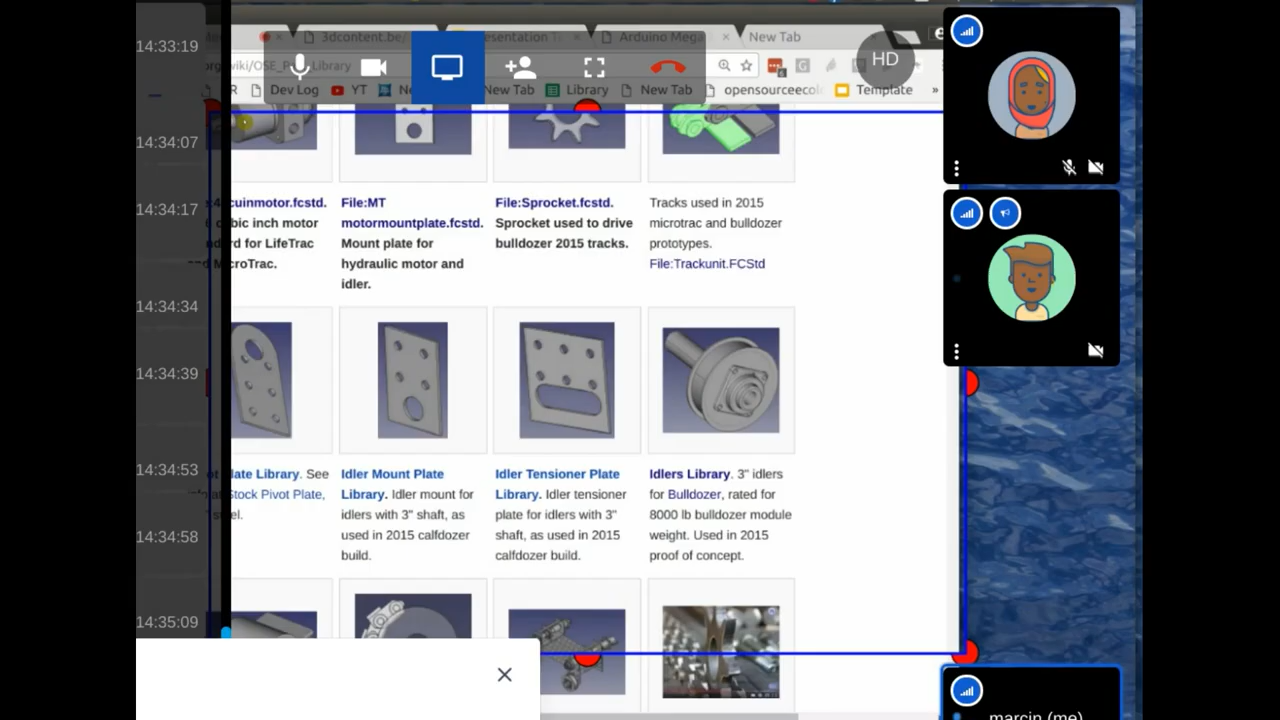 14:33:19
14:34:07
14:34:17
14:34:34
14:34:39
14:34:53
14:34:58
14:35:09
3dcontent.be/
Arduino Mega
New Tab
Library
HD
Dev Log
YT
New Tab
Library
New Tab
opensourceecol
Template
»
cuinmotor.fcstd.
bic inch motor
for LifeTrac
File:MT
motormountplate.fcstd.
Mount plate for
hydraulic motor and
idler.
File:Sprocket.fcstd.
Sprocket used to drive
bulldozer 2015 tracks.
Tracks used in 2015
microtrac and bulldozer
prototypes.
File:Trackunit.FCStd
Library. See
Stock Pivot Plate,
Idler Mount Plate
Library. Idler mount for
idlers with 3" shaft, as
used in 2015 calfdozer
build.
Idler Tensioner Plate
Library. Idler tensioner
plate for idlers with 3"
shaft, as used in 2015
calfdozer build.
Idlers Library. 3" idlers
for Bulldozer, rated for
8000 lb bulldozer module
weight. Used in 2015
proof of concept.
marcin (me)